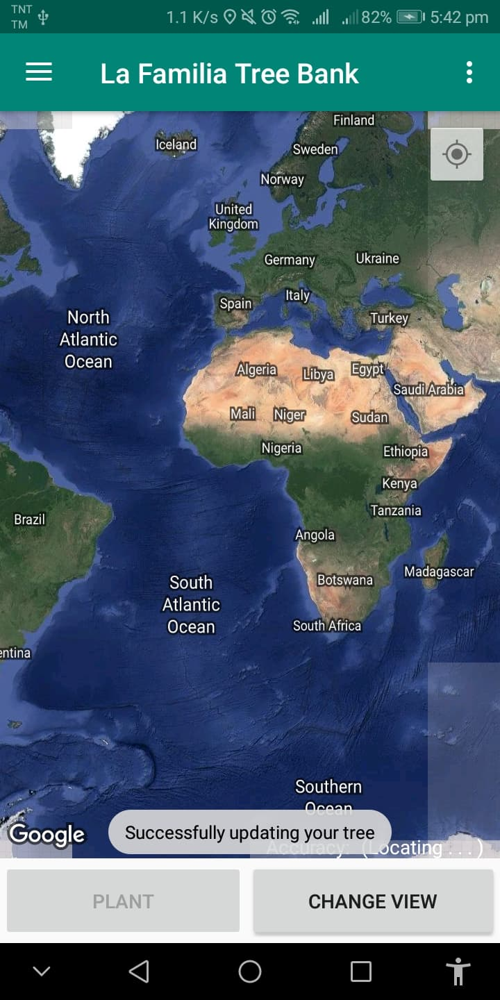 TNT
TM
1.1 K/s
82%
5:42 pm
La Familia Tree Bank
Finland
Iceland
Sweden
Norway
United
Kingdom
Germany
Ukraine
Italy
Spain
North
Atlantic
Ocean
Turkey
Algeria
Libya
Egypt
Saudi Arabia
Mali
Niger
Sudan
Nigeria
Ethiopia
Kenya
Tanzania
Brazil
Angola
Madagascar
Botswana
South
Atlantic
Ocean
South Africa
entina
Southern
Ocean
Google
Successfully updating your tree
Accuracy: (Locating . . . )
PLANT
CHANGE VIEW